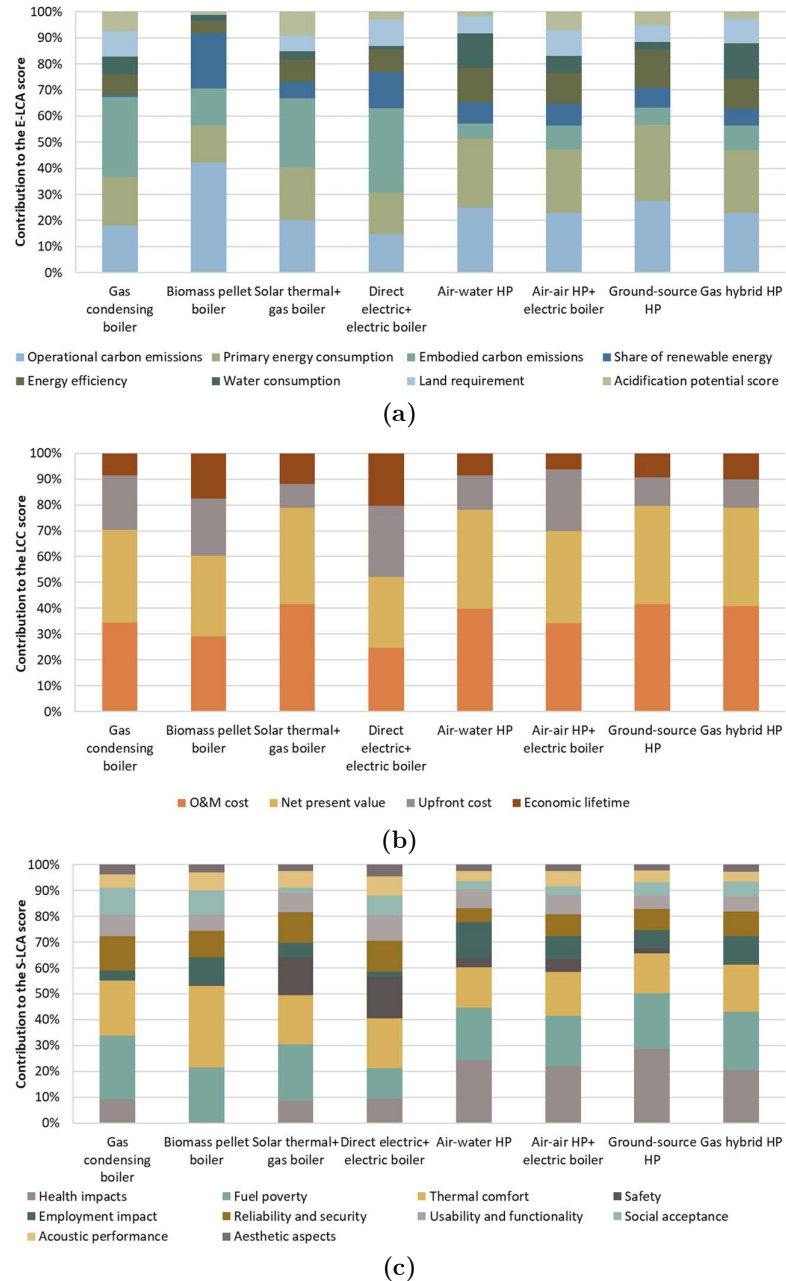 Contribution to the E-LCA score
100%
90%
80%
70%
60%
50%
40%
30%
20%
10%
0%
Gas condensing boiler
Biomass pellet boiler
Solar thermal+ gas boiler
Direct electric+ electric boiler
Air-water HP
Air-air HP+ electric boiler
Ground-source HP
Gas hybrid HP
Operational carbon emissions
Primary energy consumption
Embodied carbon emissions
Share of renewable energy
Energy efficiency
Water consumption
Land requirement
Acidification potential score
(a)
Contribution to the LCC score
100%
90%
80%
70%
60%
50%
40%
30%
20%
10%
0%
Gas condensing boiler
Biomass pellet boiler
Solar thermal+ gas boiler
Direct electric+ electric boiler
Air-water HP
Air-air HP+ electric boiler
Ground-source HP
Gas hybrid HP
O&M cost
Net present value
Upfront cost
Economic lifetime
(b)
Contribution to the S-LCA score
100%
90%
80%
70%
60%
50%
40%
30%
20%
10%
0%
Gas condensing boiler
Biomass pellet boiler
Solar thermal+ gas boiler
Direct electric+ electric boiler
Air-water HP
Air-air HP+ electric boiler
Ground-source HP
Gas hybrid HP
Health impacts
Fuel poverty
Thermal comfort
Safety
Employment impact
Reliability and security
Usability and functionality
Social acceptance
Acoustic performance
Aesthetic aspects
(c)